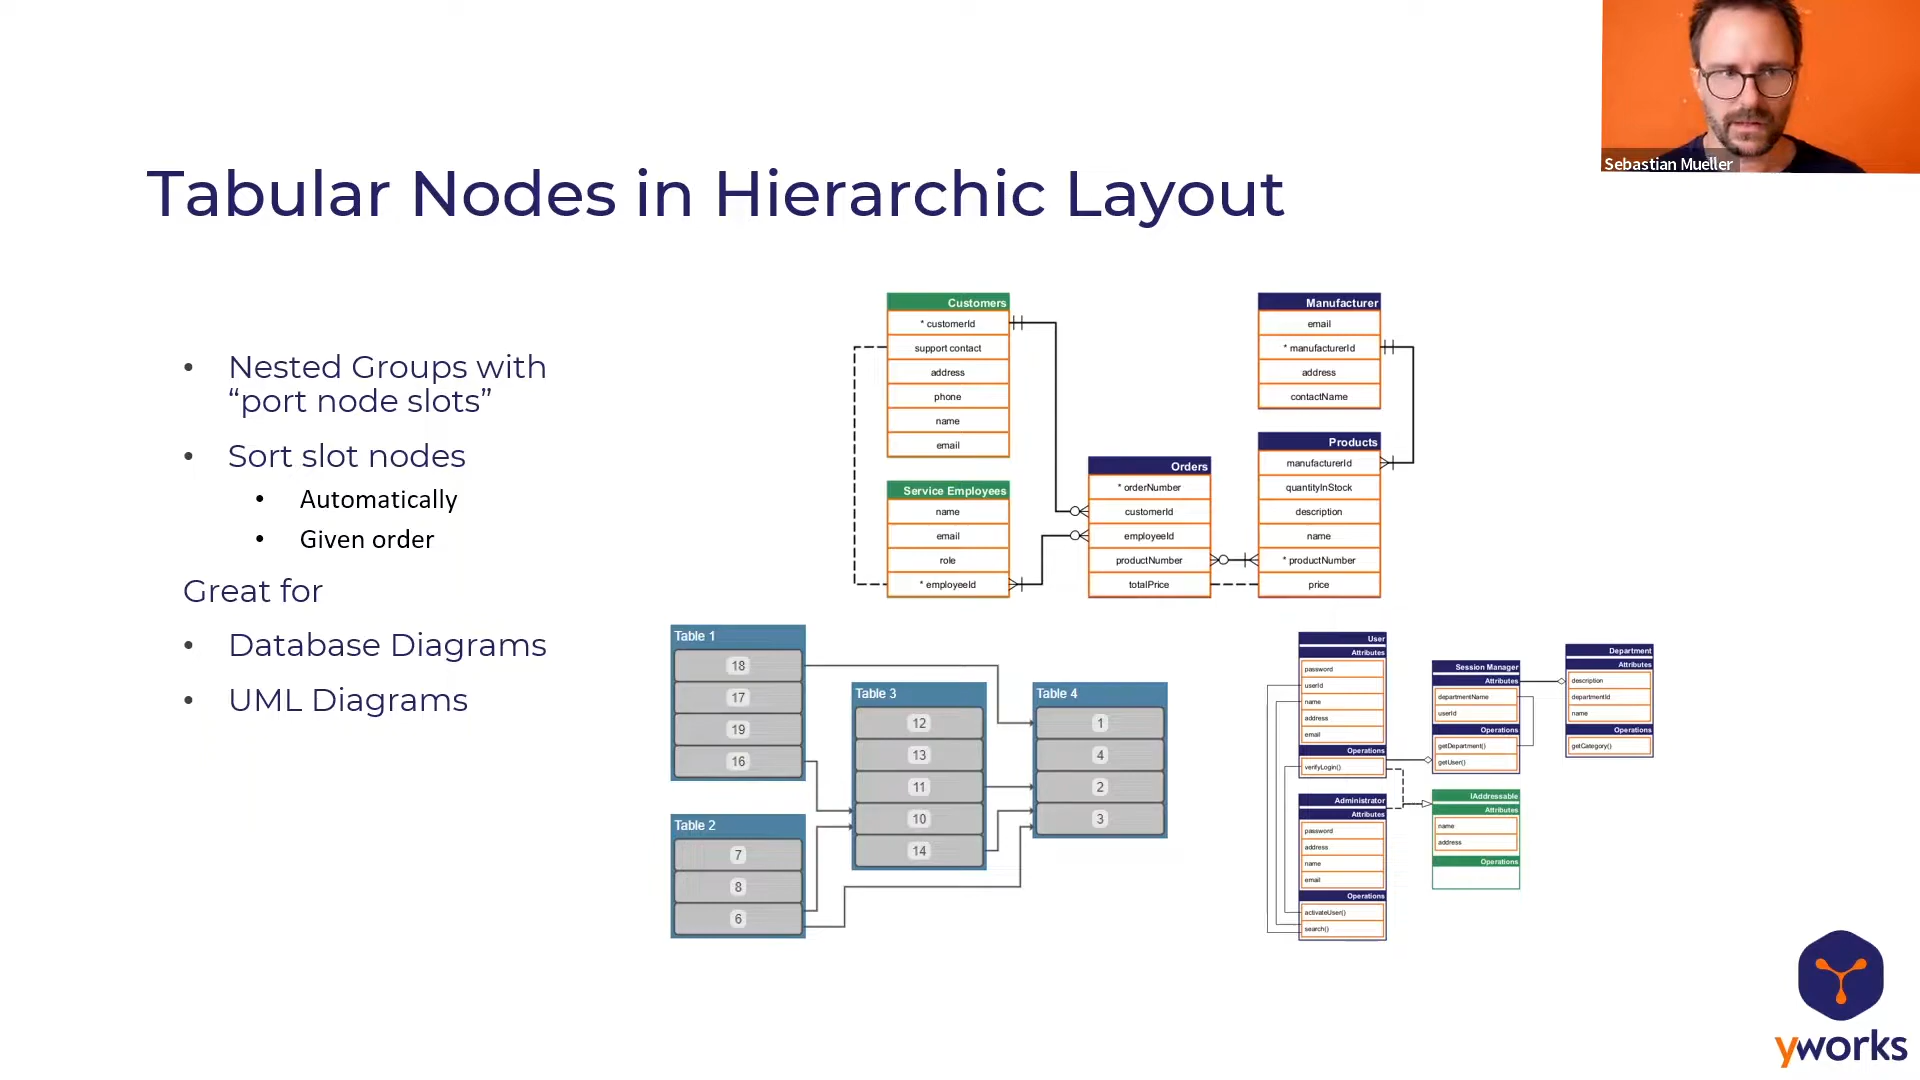 Sebastian Mueller
Tabular Nodes in Hierarchic Layout
• Nested Groups with
“port node slots”
• Sort slot nodes
• Automatically
• Given order
Great for
• Database Diagrams
• UML Diagrams
Customers
* customerId
support contact
address
phone
name
email
Service Employees
name
email
role
* employeeId
Orders
* orderNumber
customerId
employeeId
productNumber
totalPrice
Manufacturer
email
* manufacturerId
address
contactName
Products
manufacturerId
quantityInStock
description
name
* productNumber
price
Table 1
18
17
19
16
Table 2
7
8
6
Table 3
12
13
11
10
14
Table 4
1
4
2
3
User
Attributes
password
userId
name
address
email
Operations
verifyLogin()
Administrator
Attributes
password
address
name
email
Operations
activateUser()
search()
Session Manager
Attributes
departmentName
userId
Operations
getDepartment()
getUser()
IAddressable
Attributes
name
address
Operations
Department
Attributes
description
departmentId
name
Operations
getCategory()
yworks